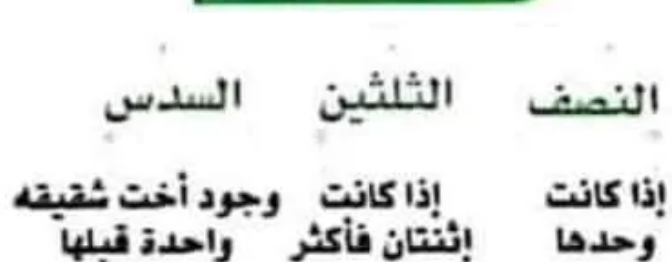 النصف
الثلثين
السدس
إذا كانت
وحدها
إذا كانت
إثنتان فأكثر
وجود أخت شقيقه
واحدة قبلها